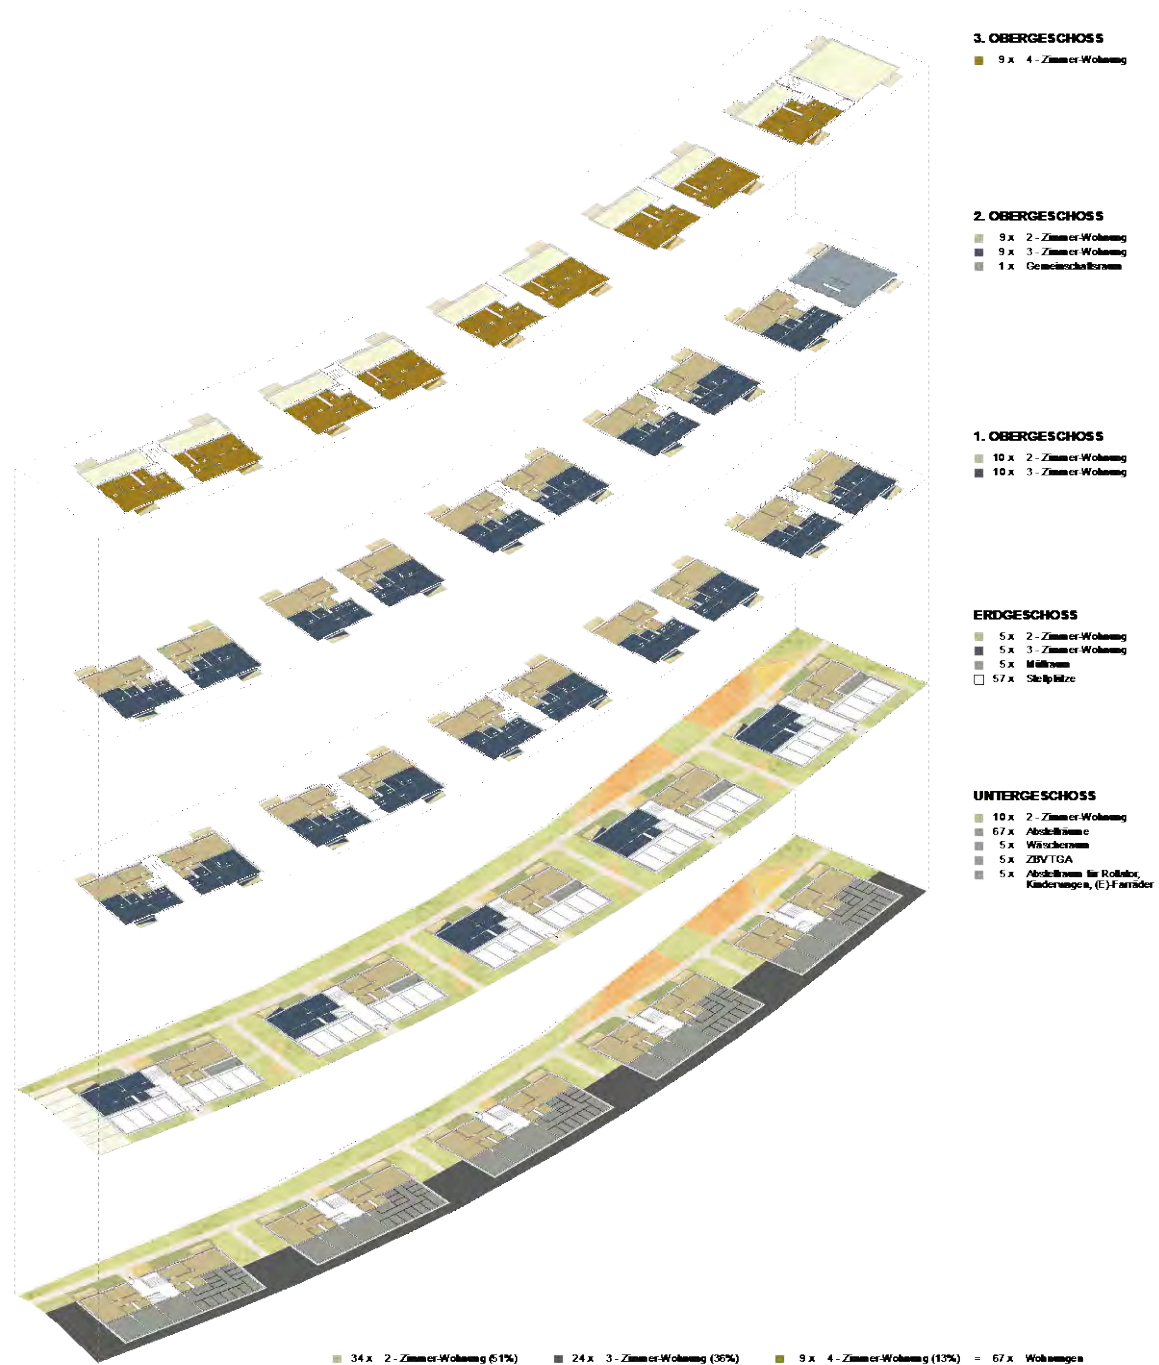 3. OBERGESCHOSS
9 x 4 - Zimmer-Wohnung
2. OBERGESCHOSS
9 x 2 - Zimmer-Wohnung
9 x 3 - Zimmer-Wohnung
1 x Gemeinschaftsraum
1. OBERGESCHOSS
10 x 2 - Zimmer-Wohnung
10 x 3 - Zimmer-Wohnung
ERDGESCHOSS
5 x 2 - Zimmer-Wohnung
5 x 3 - Zimmer-Wohnung
5 x Müllraum
57 x Stellplätze
UNTERGESCHOSS
10 x 2 - Zimmer-Wohnung
67 x Abstellräume
5 x Wäscheraum
5 x ZBV/TGA
5 x Abstellraum für Rollator,
Kinderwagen, (E)-Farräder
34 x 2 - Zimmer-Wohnung (51%) 24 x 3 - Zimmer-Wohnung (36%) 9 x 4 - Zimmer-Wohnung (13%) = 67 x Wohnungen